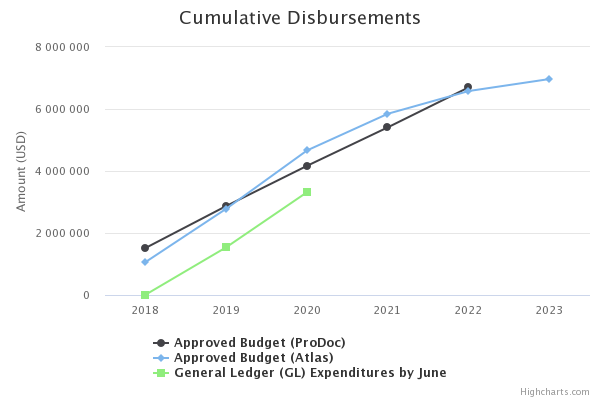 Cumulative Disbursements
Amount (USD)
8 000 000
6 000 000
4 000 000
2 000 000
0
2018 2019 2020 2021 2022 2023
Approved Budget (ProDoc)
Approved Budget (Atlas)
General Ledger (GL) Expenditures by June
Highcharts.com